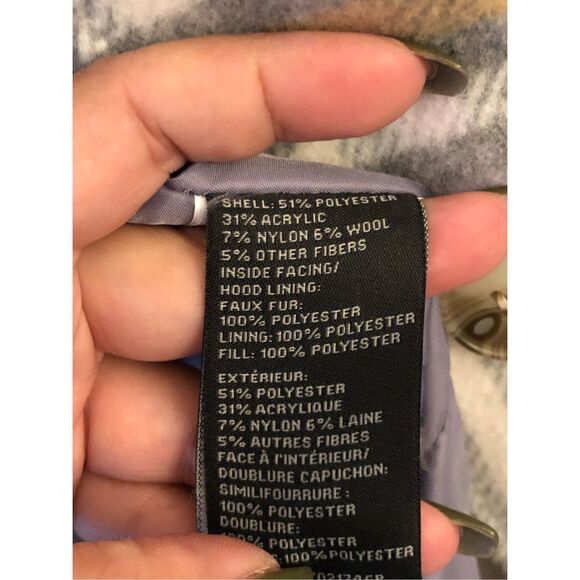 SHELL: 51% POLYESTER
31% ACRYLIC
7% NYLON 6% WOOL
5% OTHER FIBERS
INSIDE FACING/
HOOD LINING:
FAUX FUR:
100% POLYESTER
LINING: 100% POLYESTER
FILL: 100% POLYESTER
EXTÉRIEUR:
51% POLYESTER
31% ACRYLIQUE
7% NYLON 6% LAINE
5% AUTRES FIBRES
FACE À L'INTÉRIEUR/
DOUBLURE CAPUCHON:
SIMILIFOURRURE :
100% POLYESTER
DOUBLURE:
100% POLYESTER
100% POLYESTER